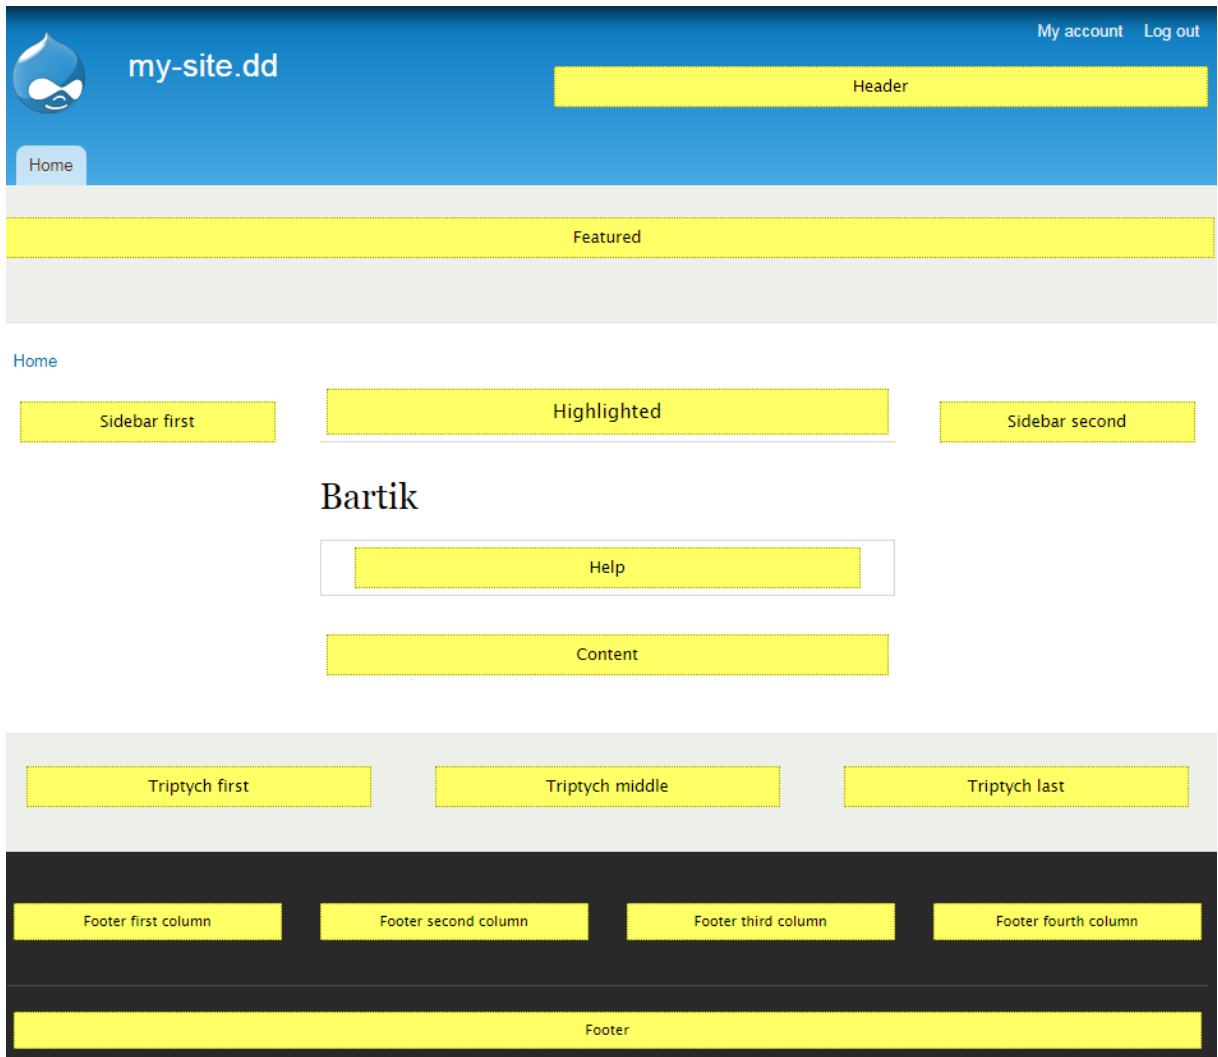 My account Log out
my-site.dd
Header
Home
Featured
Home
Sidebar first
Highlighted
Sidebar second
Bartik
Help
Content
Triptych first
Triptych middle
Triptych last
Footer first column
Footer second column
Footer third column
Footer fourth column
Footer